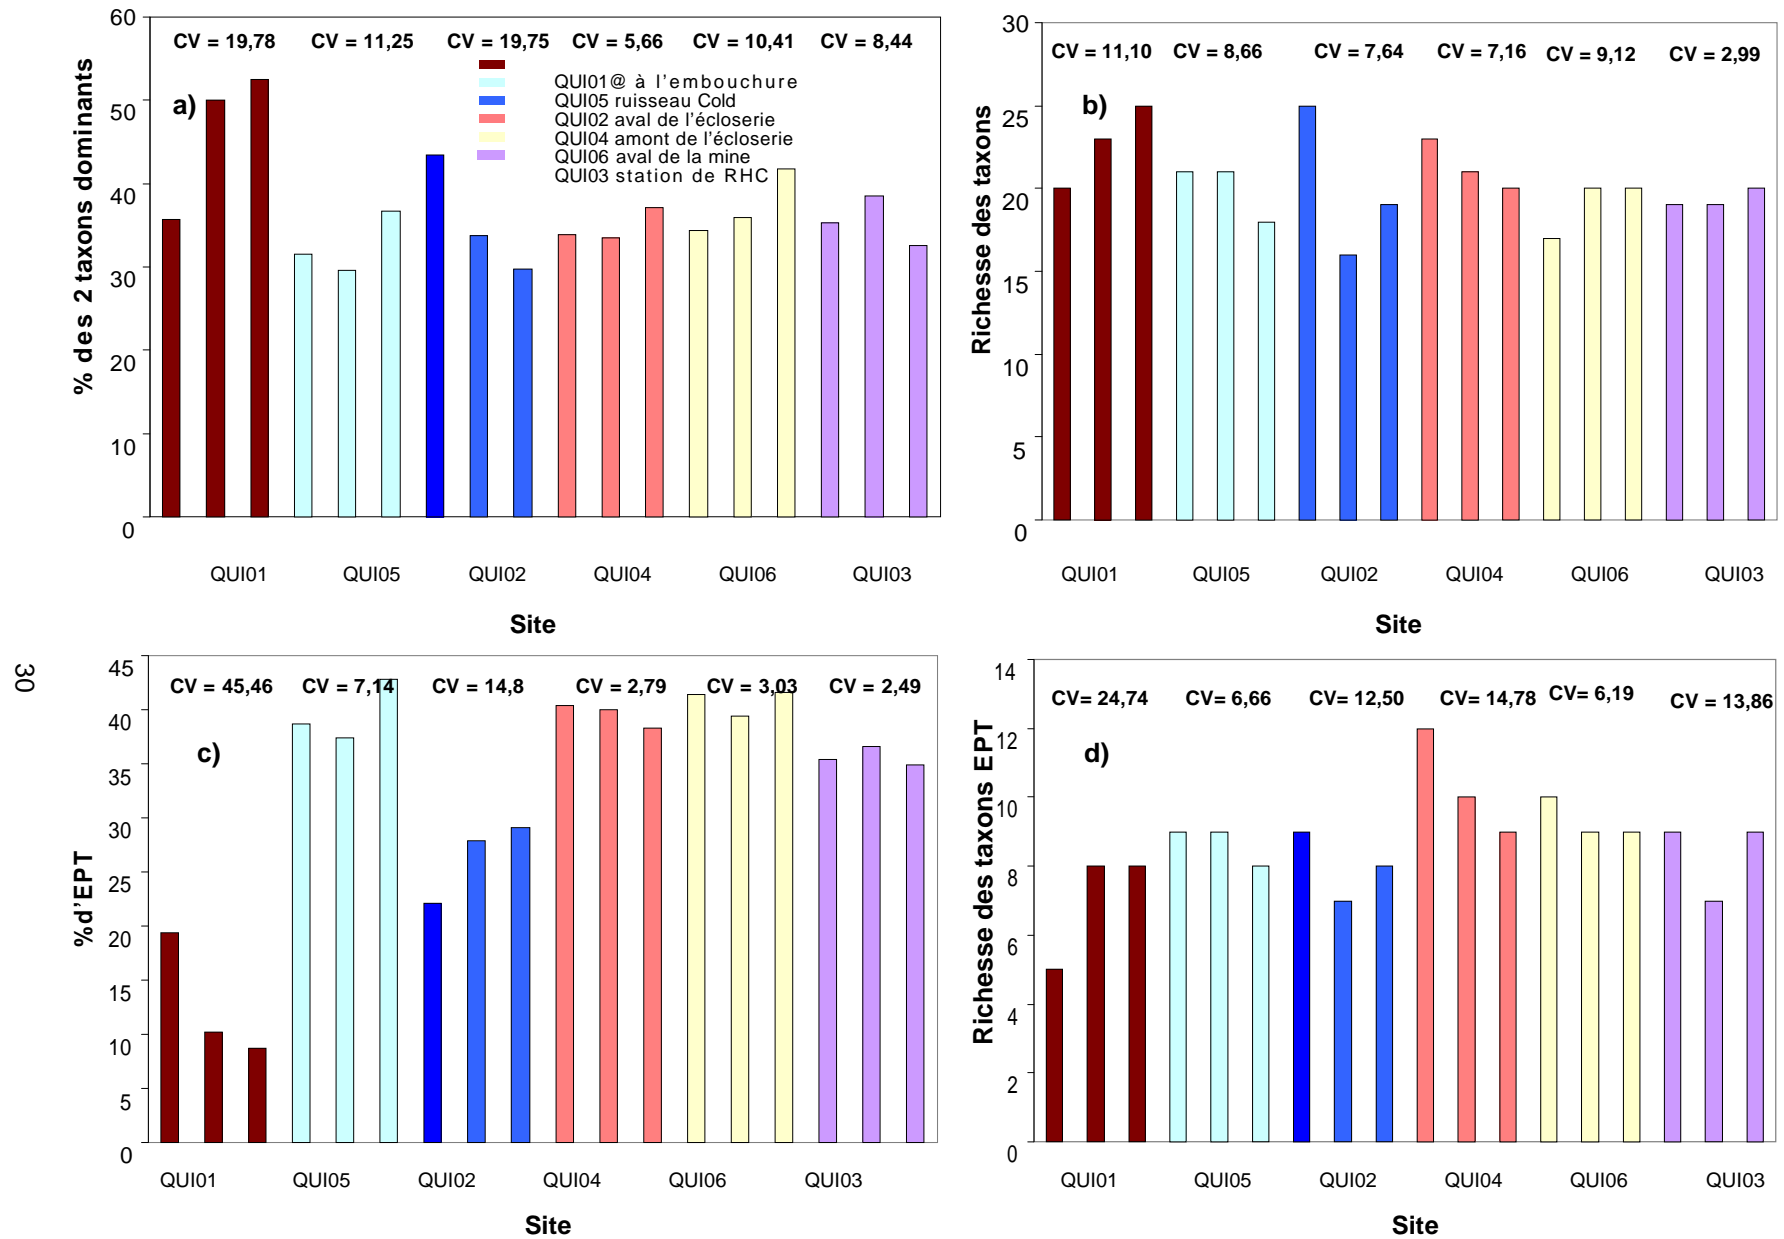 60
50
40
30
20
10
0
% des 2 taxons dominants
CV = 19,78 CV = 11,25 CV = 19,75 CV = 5,66 CV = 10,41 CV = 8,44
a)
QUI01@ à l'embouchure
QUI05 ruisseau Cold
QUI02 aval de l'écloserie
QUI04 amont de l'écloserie
QUI06 aval de la mine
QUI03 station de RHC
QUI01 QUI05 QUI02 QUI04 QUI06 QUI03
Site
30
25
20
15
10
5
0
Richesse des taxons
CV = 11,10 CV = 8,66 CV = 7,64 CV = 7,16 CV = 9,12 CV = 2,99
b)
QUI01 QUI05 QUI02 QUI04 QUI06 QUI03
Site
30
45
40
35
30
25
20
15
10
5
0
%d'EPT
CV = 45,46 CV = 7,14 CV = 14,8 CV = 2,79 CV = 3,03 CV = 2,49
c)
QUI01 QUI05 QUI02 QUI04 QUI06 QUI03
Site
14
12
10
8
6
4
2
0
Richesse des taxons EPT
CV= 24,74 CV= 6,66 CV= 12,50 CV= 14,78 CV= 6,19 CV= 13,86
d)
QUI01 QUI05 QUI02 QUI04 QUI06 QUI03
Site